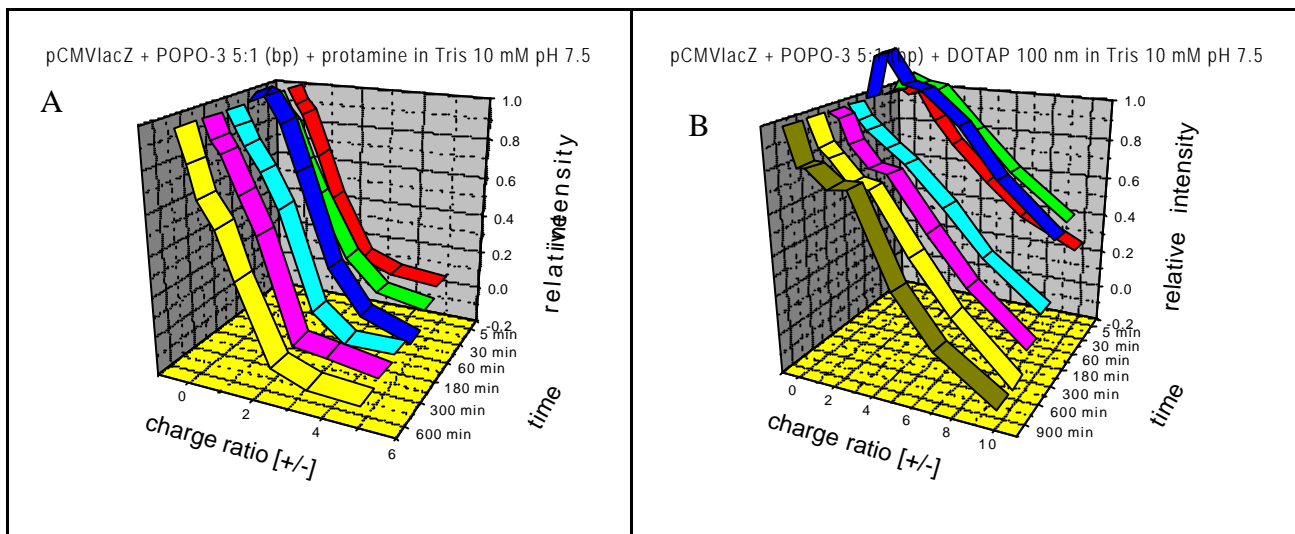 pCMVlacZ + POPO-3 5:1 (bp) + protamine in Tris 10 mM pH 7.5
A
1.0
0.8
0.6
0.4
0.2
0.0
-0.2
relative intensity
5 min
30 min
60 min
180 min
300 min
600 min
time
0
2
4
6
charge ratio [+/-]
pCMVlacZ + POPO-3 5:1 (bp) + DOTAP 100 nm in Tris 10 mM pH 7.5
B
1.0
0.8
0.6
0.4
0.2
0.0
-0.2
relative intensity
5 min
30 min
60 min
180 min
300 min
600 min
900 min
time
0
2
4
6
8
10
charge ratio [+/-]